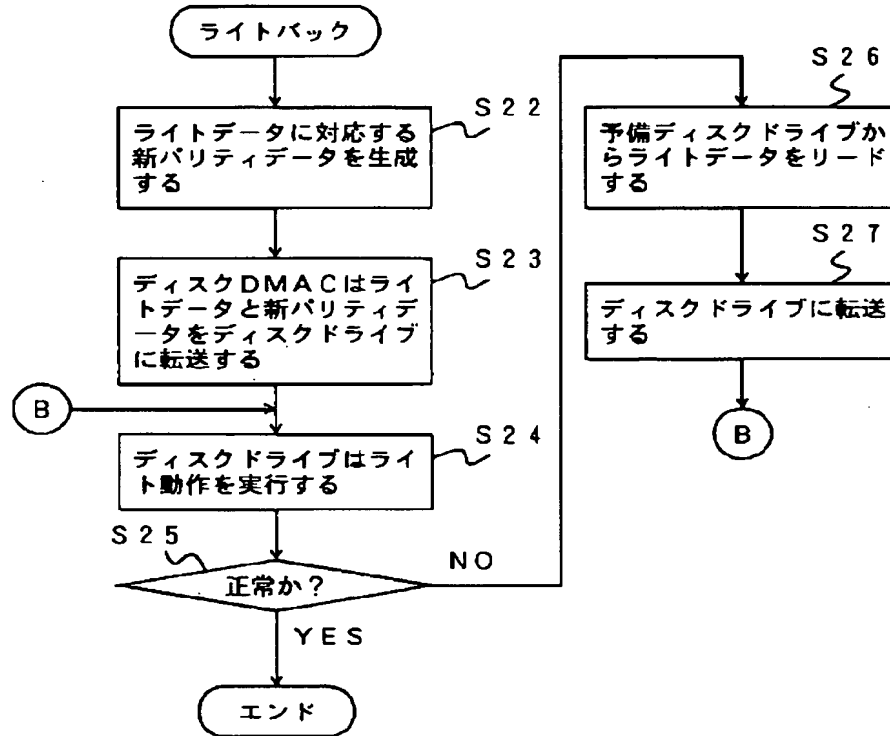 ライトバック
S22
ライトデータに対応する
新パリティデータを生成
する
S23
ディスクDMACはライ
トデータと新パリティデ
ータをディスクドライブ
に転送する
B
S24
ディスクドライブはライ
ト動作を実行する
S25
正常か?
NO
YES
エンド
S26
予備ディスクドライブか
らライトデータをリード
する
S27
ディスクドライブに転送
する
B